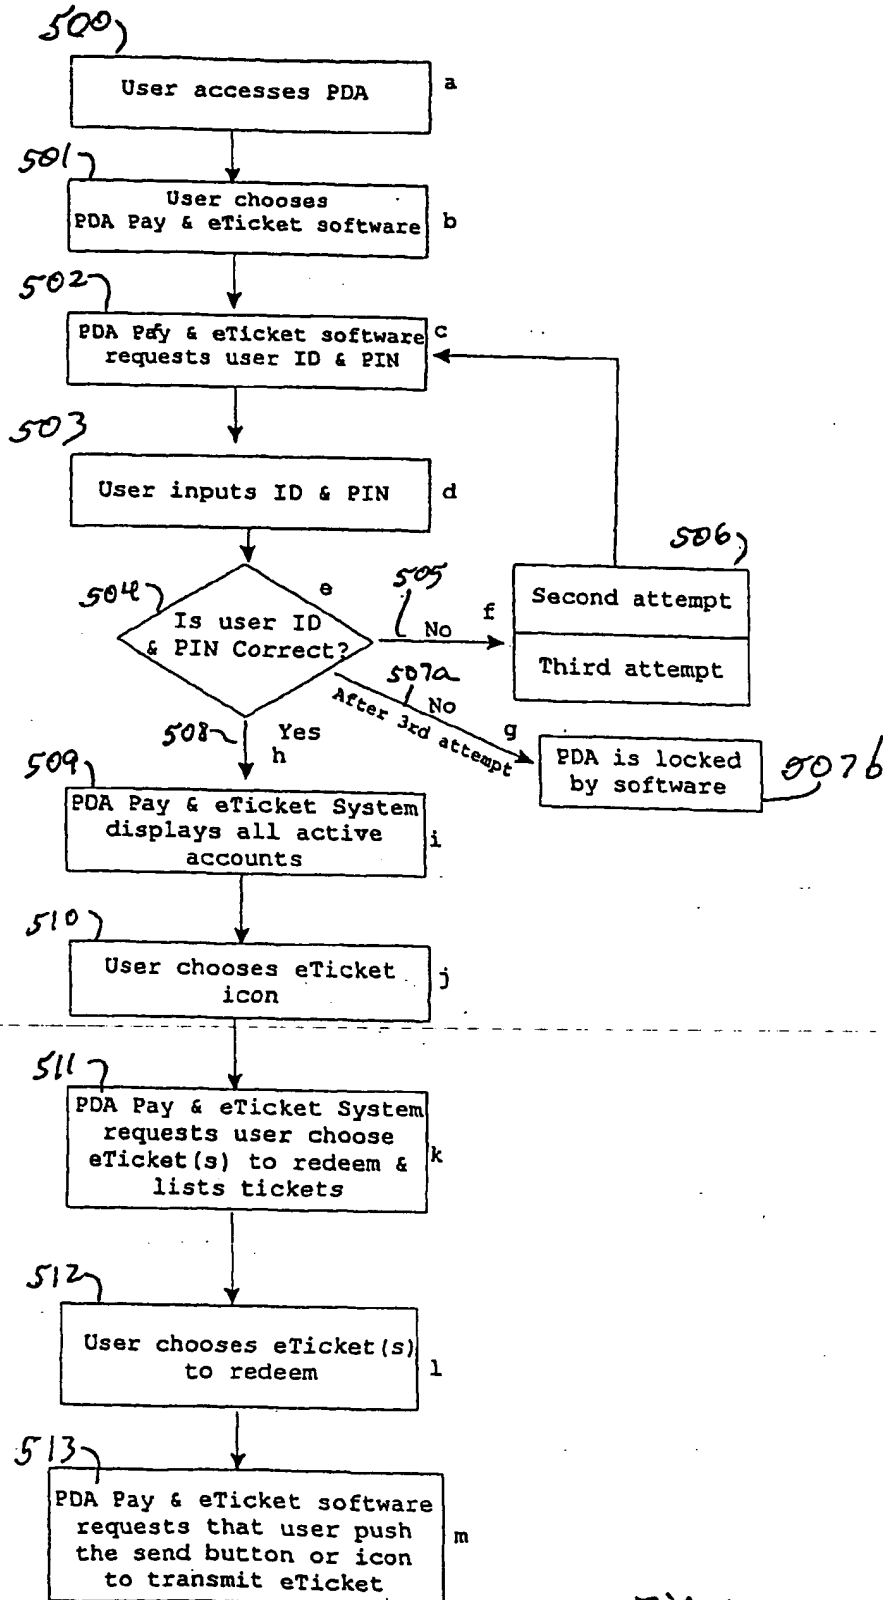 500
User accesses PDA
a
501
User chooses
PDA Pay & eTicket software
b
502
PDA Pay & eTicket software
requests user ID & PIN
c
503
User inputs ID & PIN
d
504
e
Is user ID
& PIN Correct?
505
No
f
506
Second attempt
Third attempt
507a
No
After 3rd attempt
g
PDA is locked
by software
507b
508
Yes
h
509
PDA Pay & eTicket System
displays all active
accounts
i
510
User chooses eTicket
icon
j
511
PDA Pay & eTicket System
requests user choose
eTicket(s) to redeem &
lists tickets
k
512
User chooses eTicket(s)
to redeem
l
513
PDA Pay & eTicket software
requests that user push
the send button or icon
to transmit eTicket
m